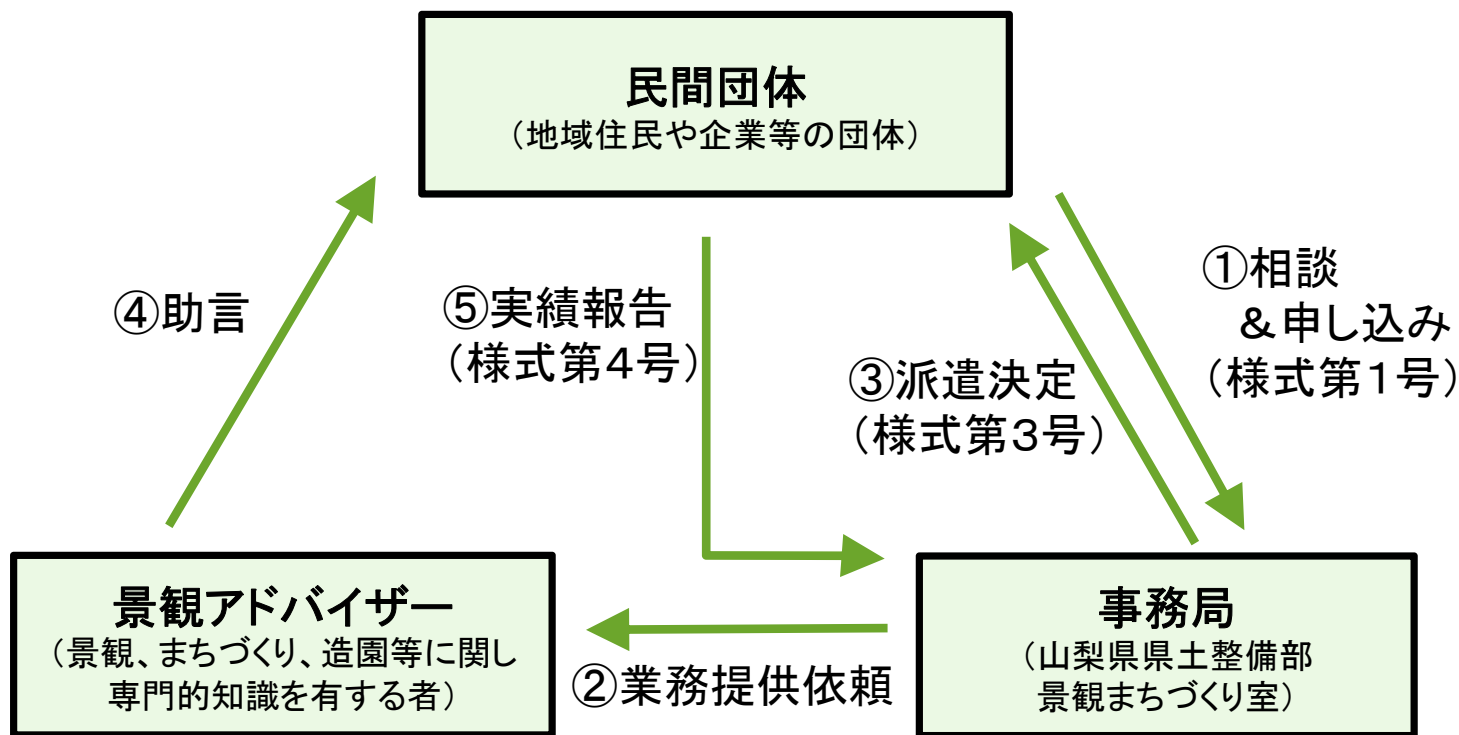 民間団体
（地域住民や企業等の団体）
①相談
＆申し込み
（様式第１号）
④助言
⑤実績報告
（様式第４号）
③派遣決定
（様式第３号）
景観アドバイザー
（景観、まちづくり、造園等に関し
専門的知識を有する者）
②業務提供依頼
事務局
（山梨県県土整備部
景観まちづくり室）